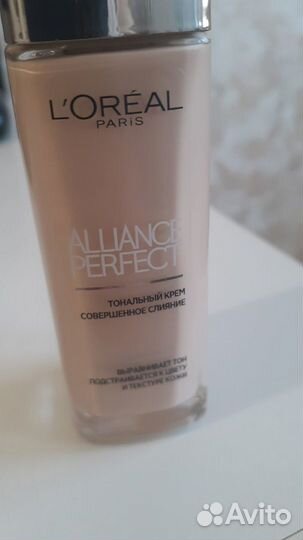 L'ORÉAL
PARIS
ALLIANCE
PERFECT
ТОНАЛЬНЫЙ КРЕМ
СОВЕРШЕННОЕ СЛИЯНИЕ
ВЫРАВНИВАЕТ ТОН
ПОДСТРАИВАЕТСЯ К ЦВЕТУ
И ТЕКСТУРЕ КОЖИ
Avito